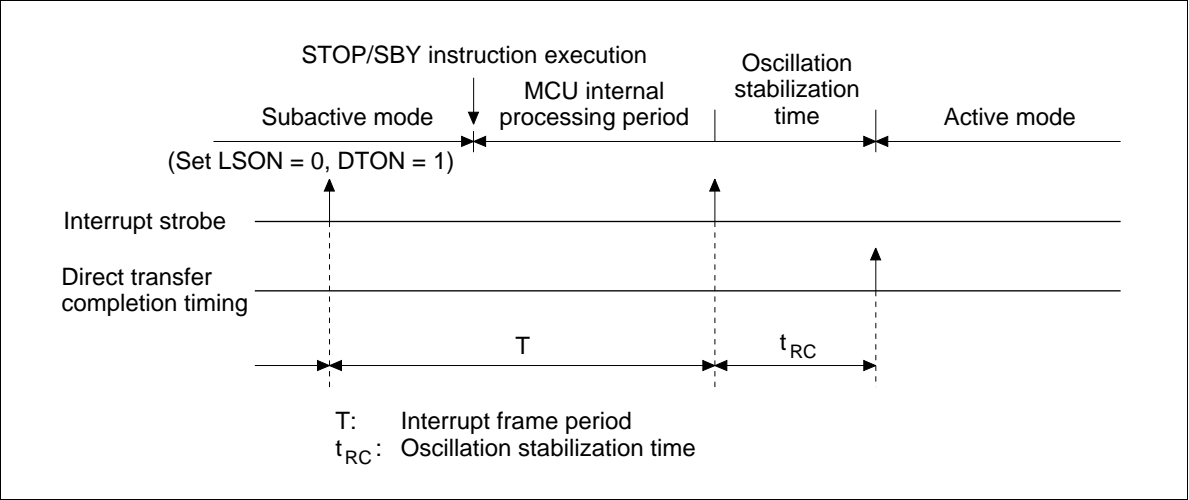 STOP/SBY instruction execution
Oscillation
stabilization
time
MCU internal
processing period
Subactive mode
Active mode
(Set LSON = 0, DTON = 1)
Interrupt strobe
Direct transfer
completion timing
T
tRC
T: Interrupt frame period
tRC: Oscillation stabilization time